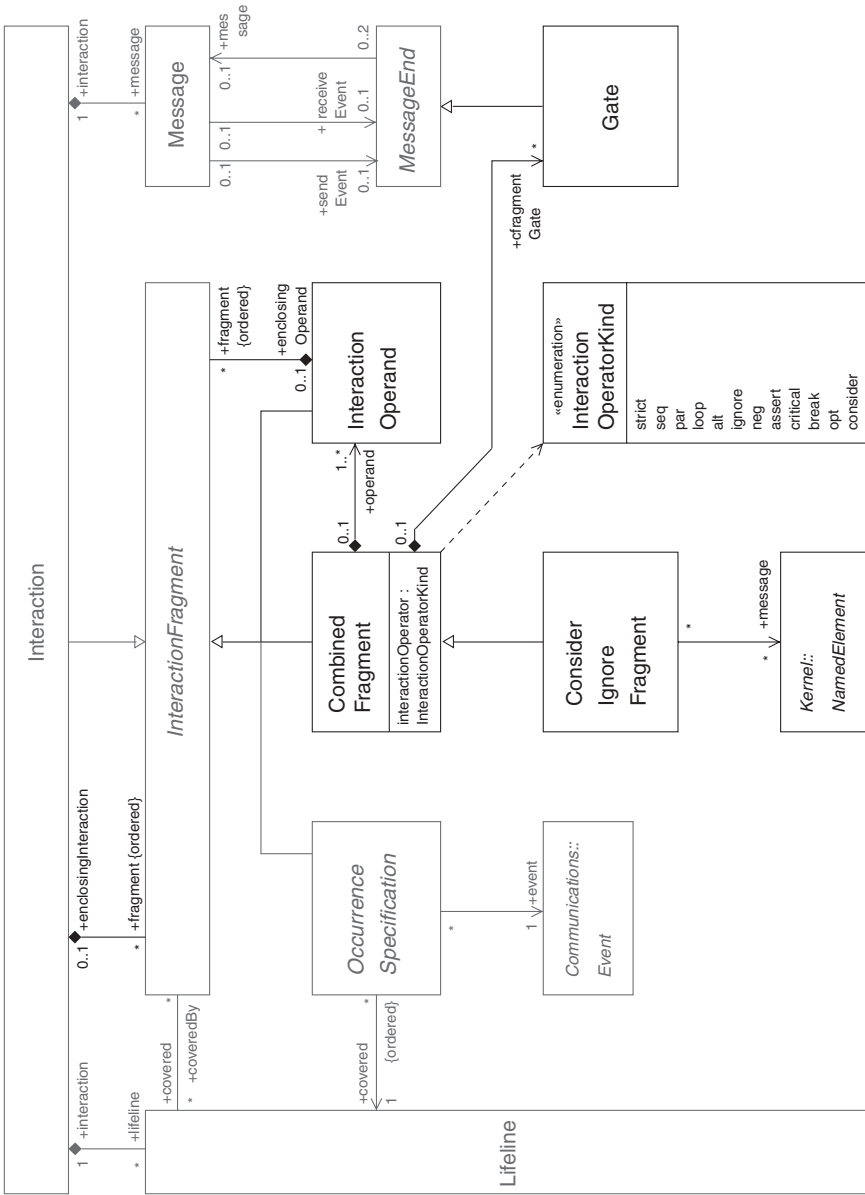 Interaction
1
+interaction
*
+lifeline
0..1
+enclosingInteraction
*
+fragment {ordered}
1
+interaction
*
+message
Lifeline
+covered
*
*
+coveredBy
InteractionFragment
Message
0..1
+send
Event
0..1
0..1
+ receive
Event
0..1
0..1
+mes
sage
0..2
MessageEnd
*
+fragment
{ordered}
0..1
+enclosing
Operand
+covered
*
1
{ordered}
Occurrence
Specification
Combined
Fragment
interactionOperator :
InteractionOperatorKind
0..1
1..*
+operand
Interaction
Operand
0..1
+cfragment
Gate
*
*
1
+event
Communications::
Event
Consider
Ignore
Fragment
«enumeration»
Interaction
OperatorKind
strict
seq
par
loop
alt
ignore
neg
assert
critical
break
opt
consider
Gate
*
*
+message
Kernel::
NamedElement